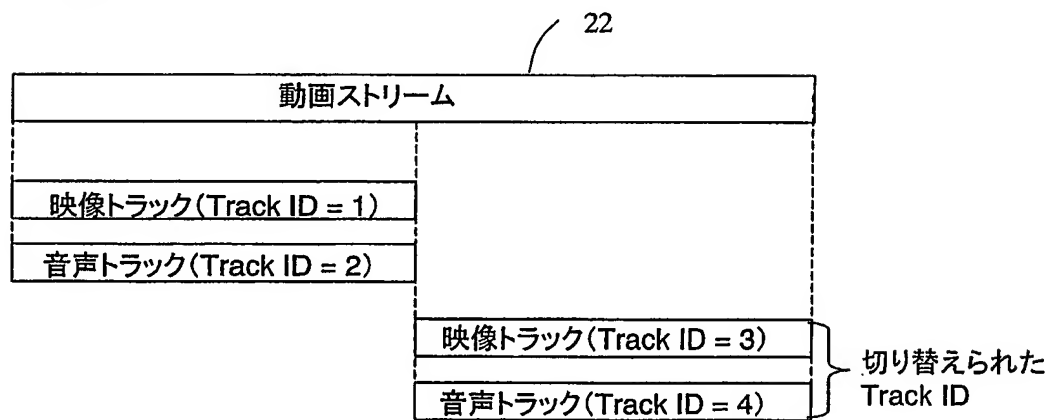 22
動画ストリーム
映像トラック(Track ID = 1)
音声トラック(Track ID = 2)
映像トラック(Track ID = 3)
音声トラック(Track ID = 4)
切り替えられた
Track ID